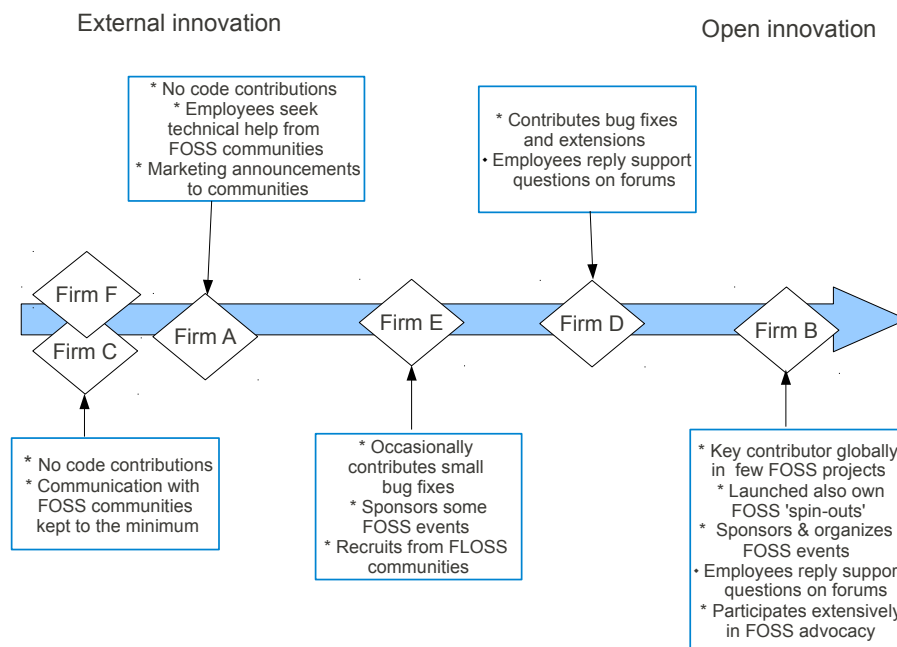 External innovation
Open innovation
* No code contributions
* Employees seek
technical help from
FOSS communities
* Marketing announcements
to communities
* Contributes bug fixes
and extensions
• Employees reply support
questions on forums
Firm F
Firm C
Firm A
Firm E
Firm D
Firm B
* No code contributions
* Communication with
FOSS communities
kept to the minimum
* Occasionally
contributes small
bug fixes
* Sponsors some
FOSS events
* Recruits from FLOSS
communities
* Key contributor globally
in few FOSS projects
* Launched also own
FOSS 'spin-outs'
* Sponsors & organizes
FOSS events
• Employees reply support
questions on forums
* Participates extensively
in FOSS advocacy